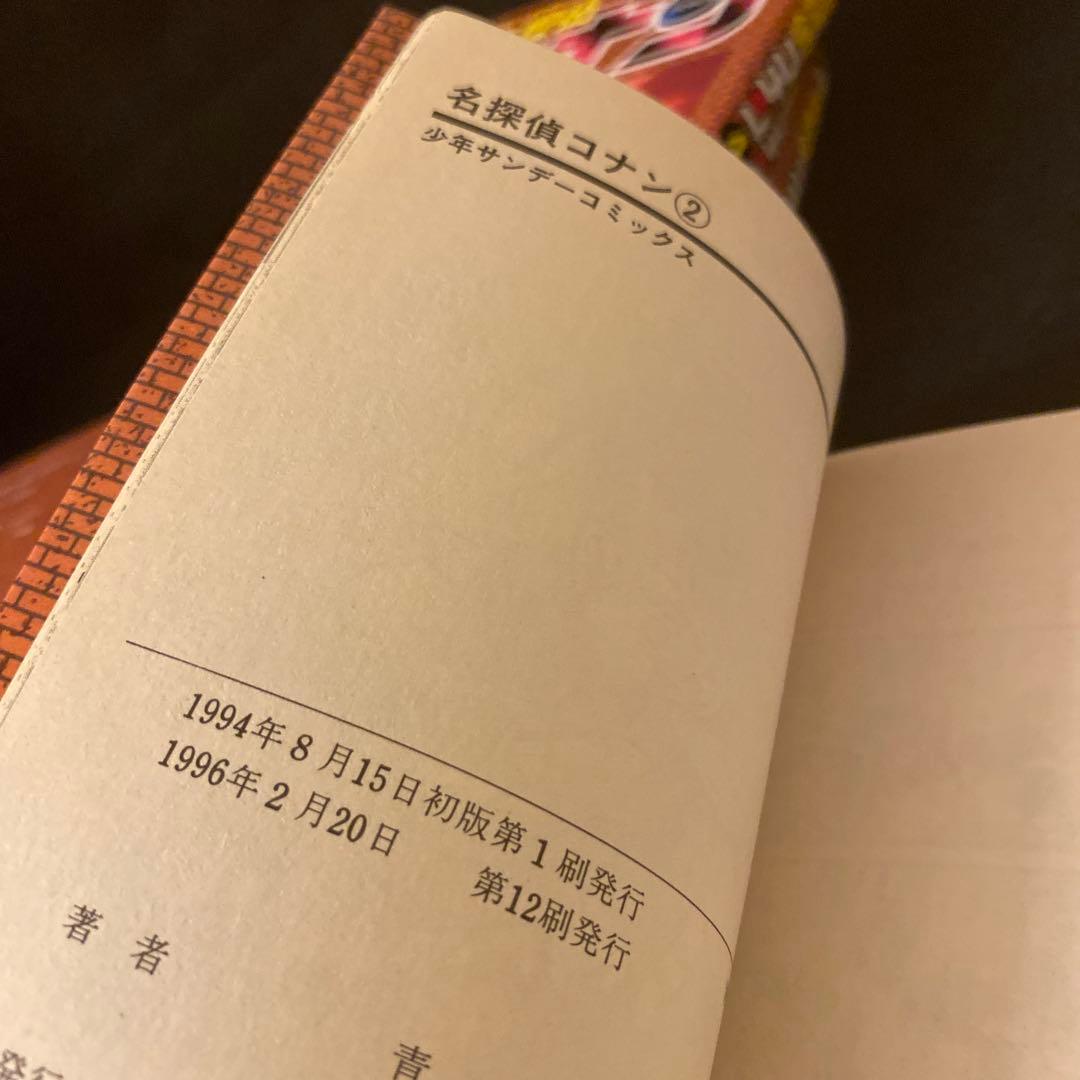 名探偵コナン②
少年サンデーコミックス
1994年8月15日初版第1刷発行
1996年2月20日 第12刷発行
著者
青
発行